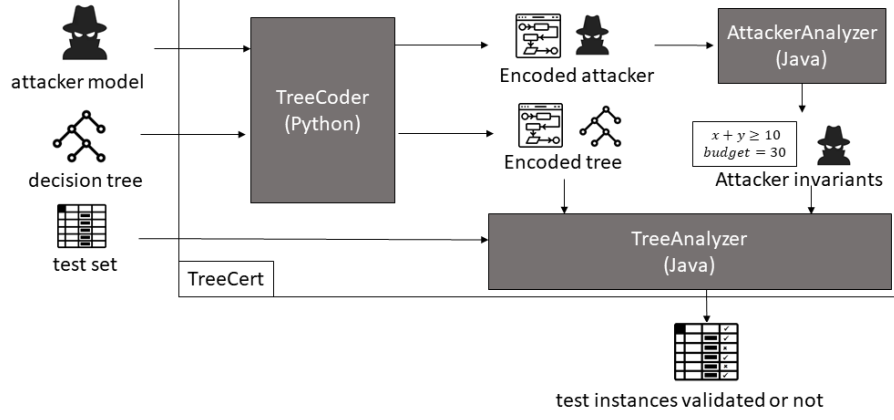 attacker model
TreeCoder
(Python)
Encoded attacker
AttackerAnalyzer
(Java)
decision tree
Encoded tree
x + y ≥ 10
budget = 30
Attacker invariants
test set
TreeAnalyzer
(Java)
TreeCert
test instances validated or not